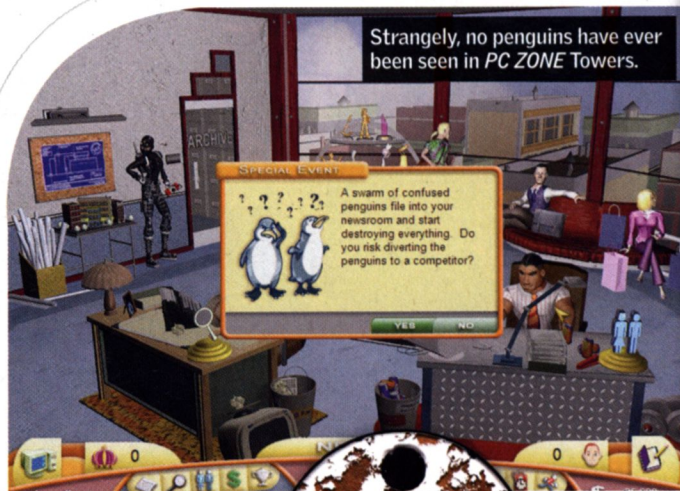 Strangely, no penguins have ever
been seen in PC ZONE Towers.
ARCHIVE
SPECIAL EVENT
? ? ? ? ? ? ? ?
A swarm of confused
penguins file into your
newsroom and start
destroying everything. Do
you risk diverting the
penguins to a competitor?
YES NO
0
0
$